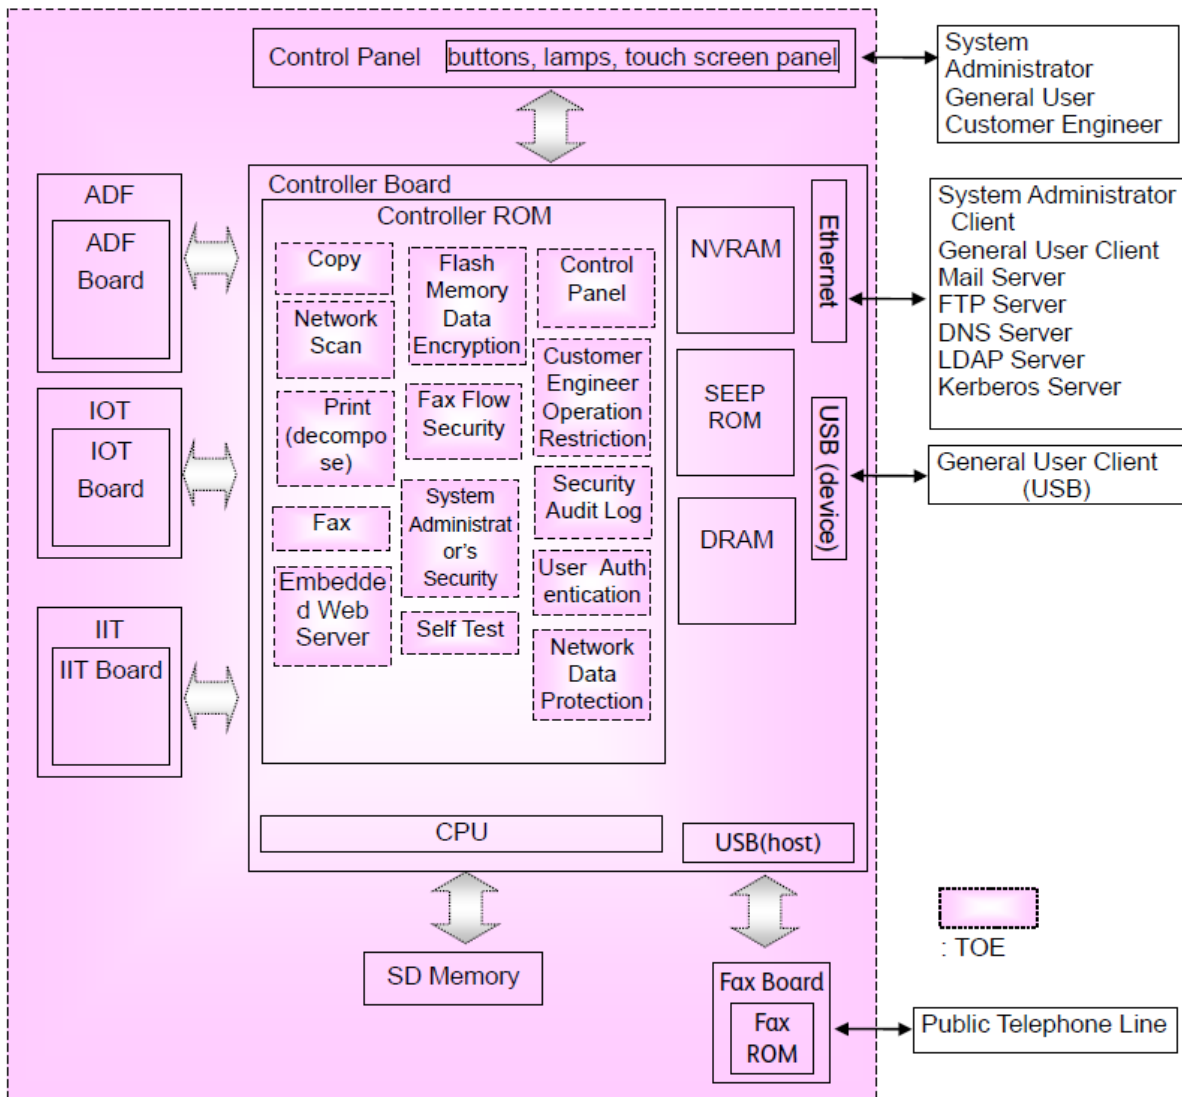 Control Panel
buttons, lamps, touch screen panel
System
Administrator
General User
Customer Engineer
ADF
ADF
Board
IOT
IOT
Board
IIT
IIT Board
Controller Board
Controller ROM
Copy
Network
Scan
Print
(decompo
se)
Fax
Embedde
d Web
Server
Flash
Memory
Data
Encryption
Fax Flow
Security
System
Administrat
or's
Security
Self Test
Control
Panel
Customer
Engineer
Operation
Restriction
Security
Audit Log
User Auth
entication
Network
Data
Protection
NVRAM
SEEP
ROM
DRAM
Ethernet
USB (device)
System Administrator
Client
General User Client
Mail Server
FTP Server
DNS Server
LDAP Server
Kerberos Server
General User Client
(USB)
CPU
USB(host)
SD Memory
Fax Board
Fax
ROM
Public Telephone Line
: TOE